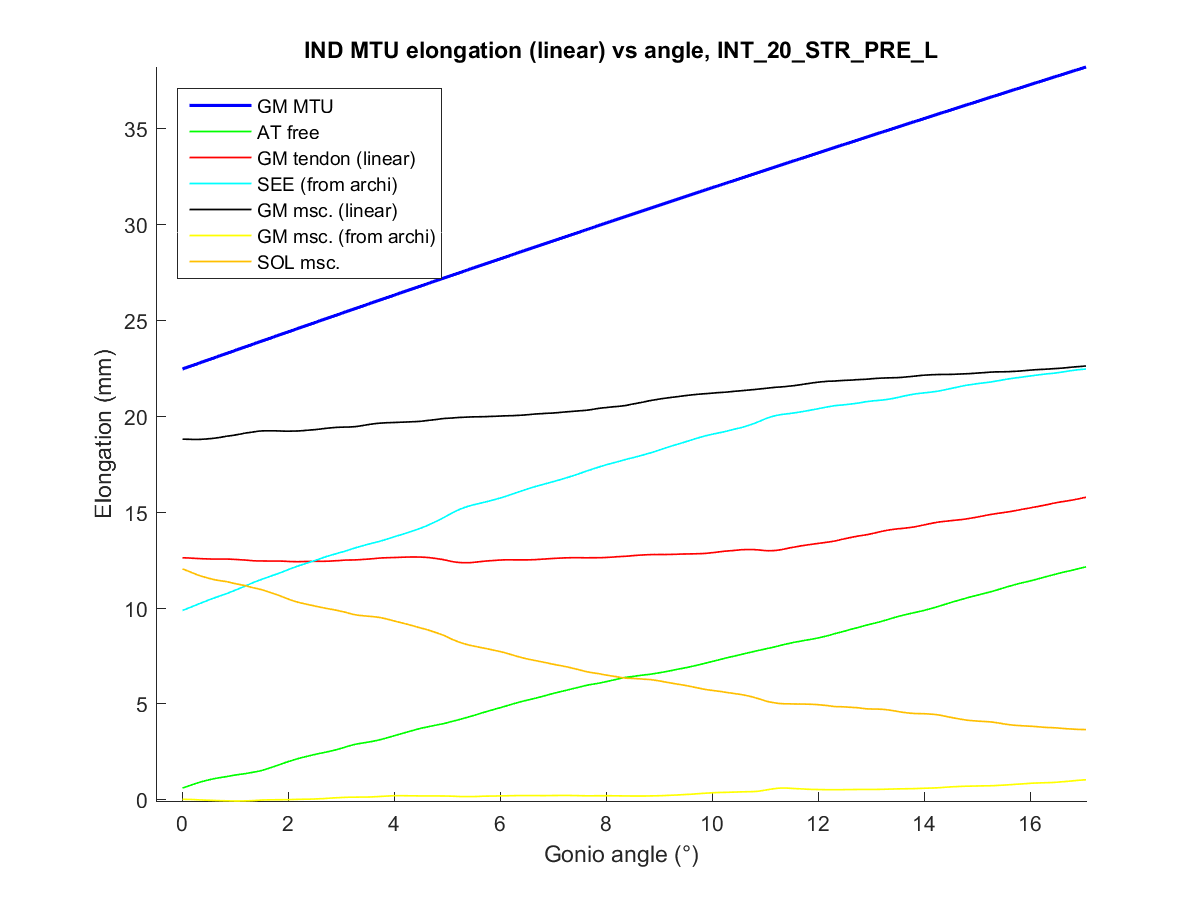 IND MTU elongation (linear) vs angle, INT_20_STR_PRE_L
GM MTU
AT free
GM tendon (linear)
SEE (from archi)
GM msc. (linear)
GM msc. (from archi)
SOL msc.
35
30
25
20
15
10
5
0
Elongation (mm)
0 2 4 6 8 10 12 14 16
Gonio angle (°)